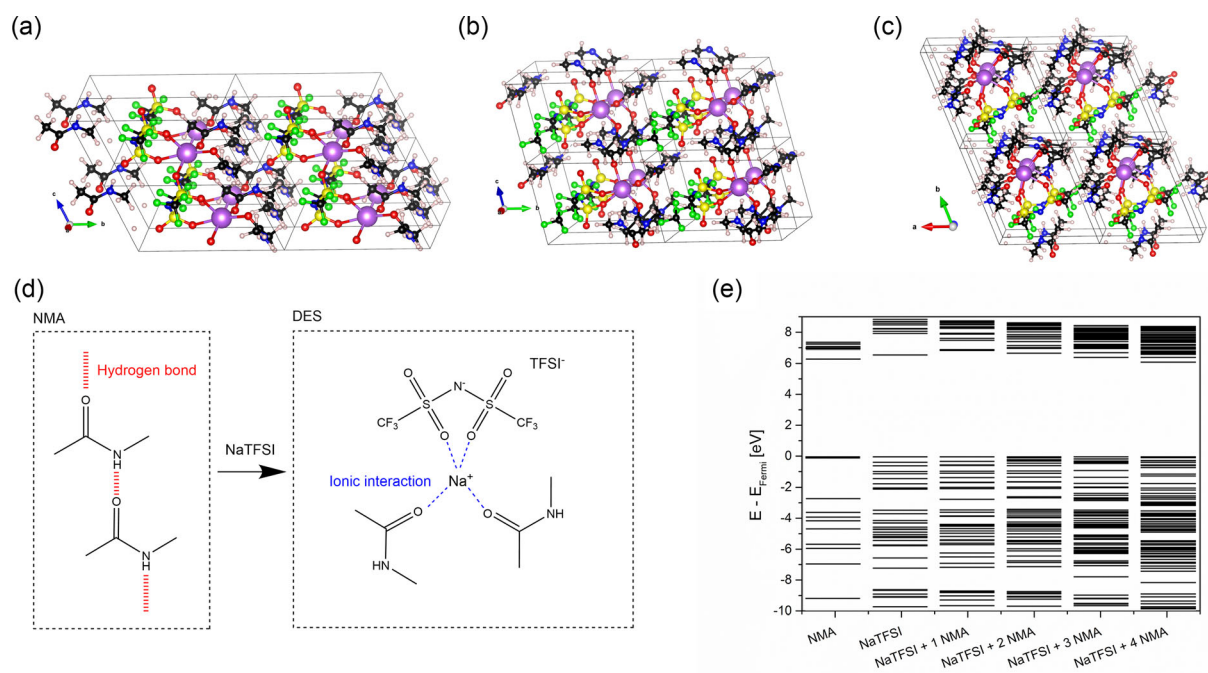 (a)
(b)
(c)
c
b
c
b
b
a
(d)
(e)
NMA
DES
Hydrogen bond
O
N
H
O
N
H
NaTFSI
O
O
TFSI⁻
N⁻
S
S
CF₃
CF₃
O
O
Ionic interaction
Na⁺
O
O
NH
HN
E - E_Fermi [eV]
8
6
4
2
0
-2
-4
-6
-8
-10
NMA
NaTFSI
NaTFSI + 1 NMA
NaTFSI + 2 NMA
NaTFSI + 3 NMA
NaTFSI + 4 NMA